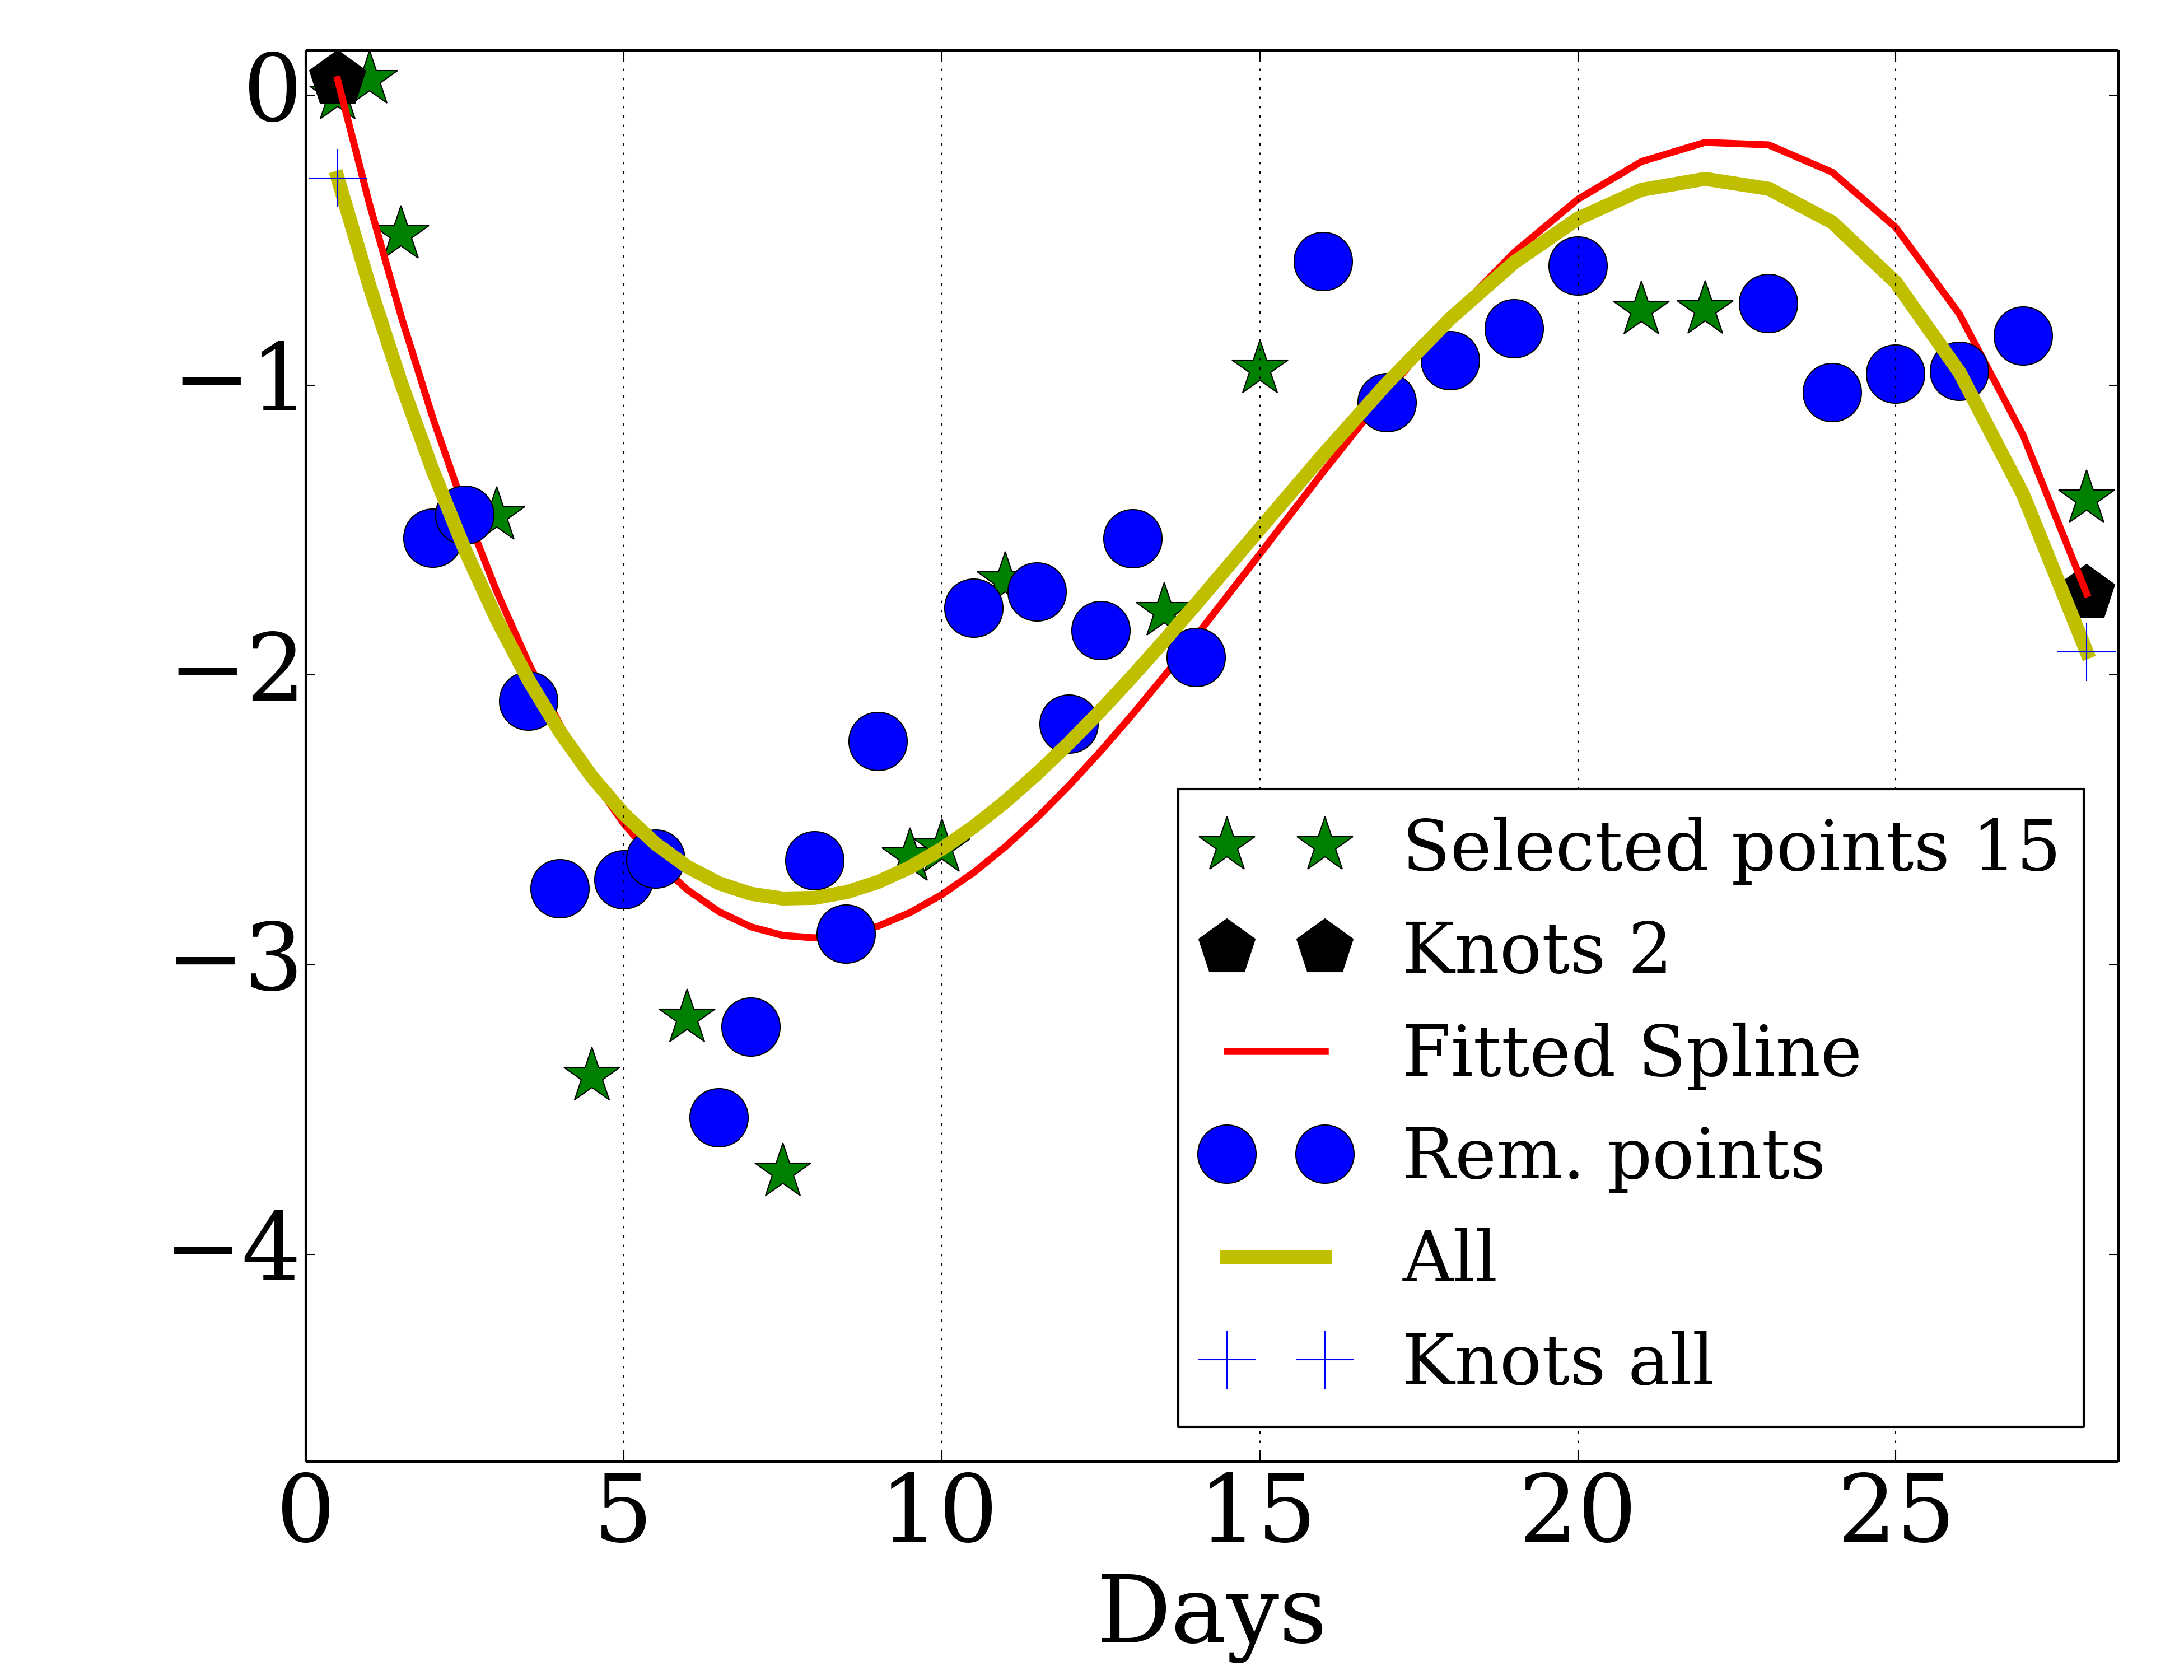 0
−1
−2
−3
−4
Selected points 15
Knots 2
Fitted Spline
Rem. points
All
Knots all
0 5 10 15 20 25
Days